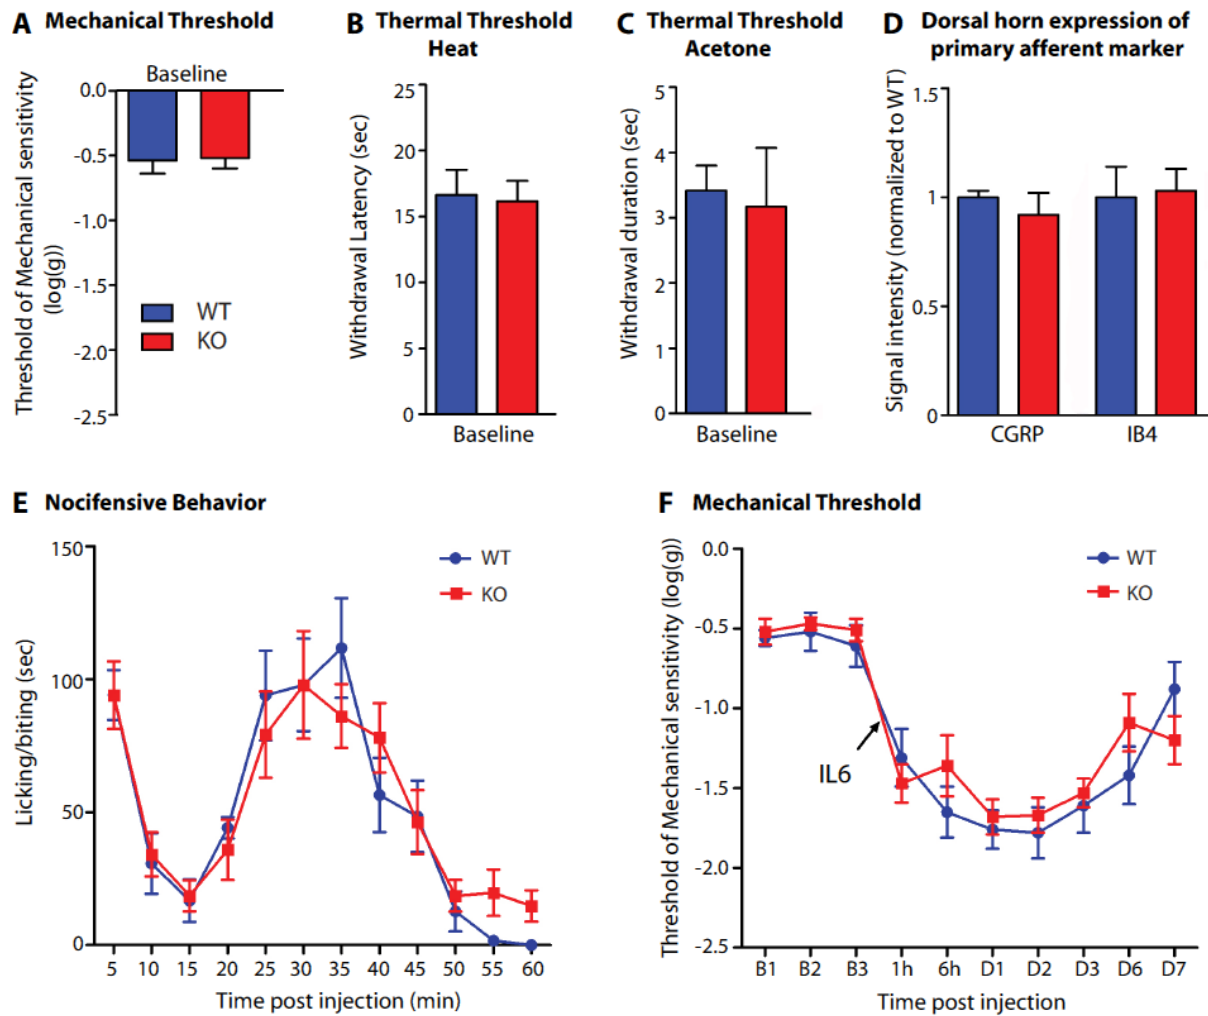 A Mechanical Threshold
Baseline
Threshold of Mechanical sensitivity
(log(g))
0.0
-0.5
-1.0
-1.5
-2.0
-2.5
WT
KO
B Thermal Threshold
Heat
Withdrawal Latency (sec)
25
20
15
10
5
0
Baseline
C Thermal Threshold
Acetone
Withdrawal duration (sec)
5
4
3
2
1
0
Baseline
D Dorsal horn expression of
primary afferent marker
Signal intensity (normalized to WT)
1.5
1
0.5
0
CGRP IB4
E Nocifensive Behavior
Licking/biting (sec)
150
100
50
0
WT
KO
5 10 15 20 25 30 35 40 45 50 55 60
Time post injection (min)
F Mechanical Threshold
Threshold of Mechanical sensitivity (log(g))
0.0
-0.5
-1.0
-1.5
-2.0
-2.5
WT
KO
IL6
B1 B2 B3 1h 6h D1 D2 D3 D6 D7
Time post injection